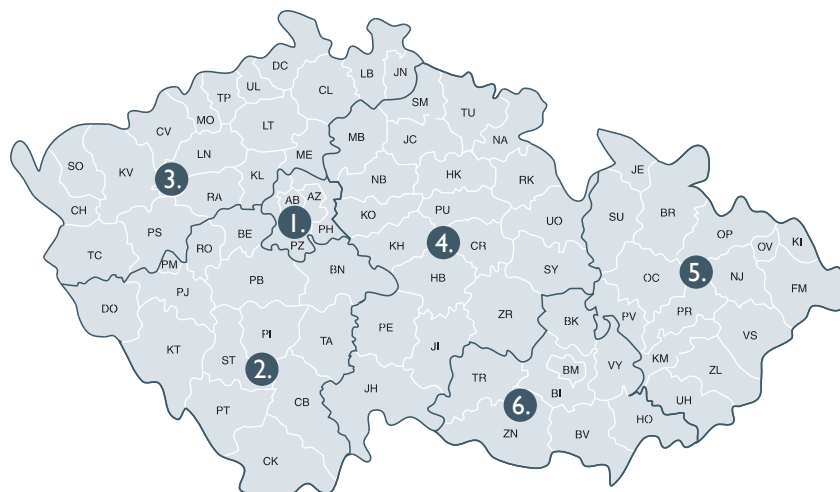 DC
LB
JN
UL
TP
CL
SM
MO
TU
CV
LT
MB
JC
NA
LN
ME
SO
KV
3.
KL
NB
HK
RK
JE
RA
AB
AZ
CH
KO
PU
SU
BR
1.
PH
UO
PS
BE
PZ
4.
OP
RO
KH
CR
OV
KI
TC
PM
BN
SY
5.
PB
HB
OC
NJ
PJ
FM
DO
ZR
PR
PV
BK
PI
PE
TA
VS
KT
JI
ST
2.
KM
BM
VY
ZL
TR
JH
BI
CB
UH
PT
6.
HO
ZN
BV
CK